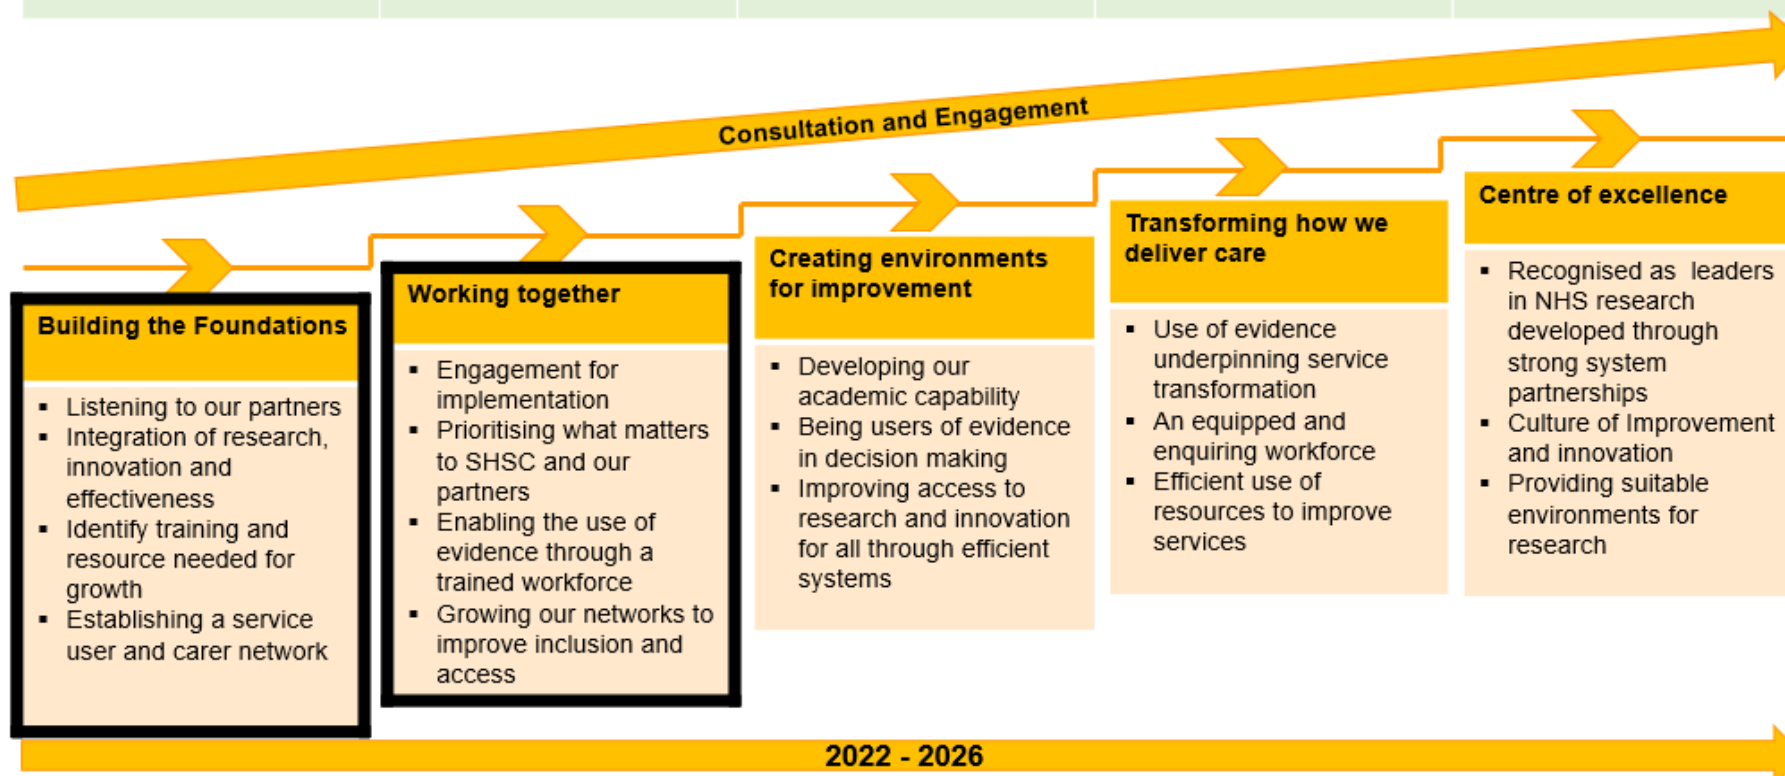 Consultation and Engagement
Building the Foundations
▪ Listening to our partners
▪ Integration of research,
innovation and
effectiveness
▪ Identify training and
resource needed for
growth
▪ Establishing a service
user and carer network
Working together
▪ Engagement for
implementation
▪ Prioritising what matters
to SHSC and our
partners
▪ Enabling the use of
evidence through a
trained workforce
▪ Growing our networks to
improve inclusion and
access
Creating environments
for improvement
▪ Developing our
academic capability
▪ Being users of evidence
in decision making
▪ Improving access to
research and innovation
for all through efficient
systems
Transforming how we
deliver care
▪ Use of evidence
underpinning service
transformation
▪ An equipped and
enquiring workforce
▪ Efficient use of
resources to improve
services
Centre of excellence
▪ Recognised as leaders
in NHS research
developed through
strong system
partnerships
▪ Culture of Improvement
and innovation
▪ Providing suitable
environments for
research
2022 - 2026